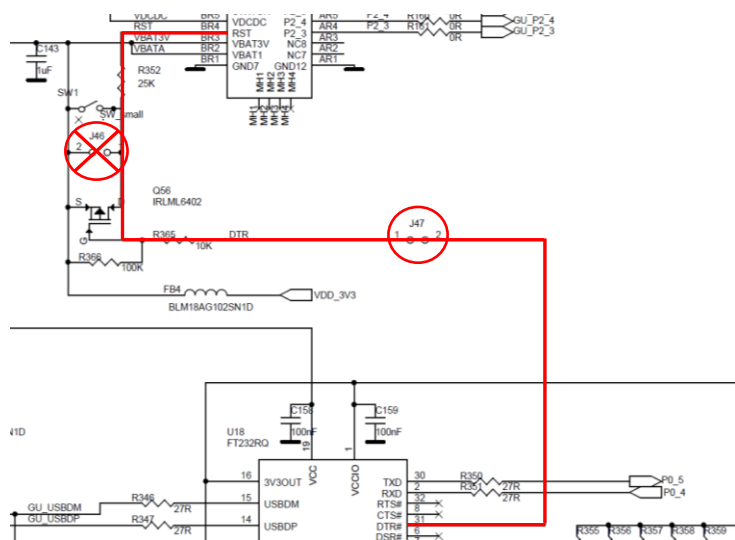 VDCDC BR5 VDCDC P2_4 AR5 P2_4 R160 0R GU_P2_4
RST BR4 RST P2_3 AR4 P2_3 R161 0R GU_P2_3
VBAT3V BR3 VBAT3V NC8 AR3
VBATA BR2 VBAT1 NC7 AR2
BR1 GND7 GND12 AR1
C143
1uF
R352
25K
MH1 MH2 MH3 MH4
MH1 MH2 MH3 MH4
SW1
SW_Small
J46
2
Q56
IRLML6402
S D
G
R365
10K
DTR
J47
1 2
R366
100K
FB4
BLM18AG102SN1D
VDD_3V3
C158
100nF
C159
100nF
U18
FT232RQ
N1D
19
VCC
1
VCCIO
16 3V3OUT
GU_USBDM R346 27R 15 USBDM
GU_USBDP R347 27R 14 USBDP
TXD 30 R350 27R P0_5
RXD 2 R351 27R P0_4
RTS# 32
CTS# 8
DTR# 31
DSR# 6
R355 R356 R357 R358 R359